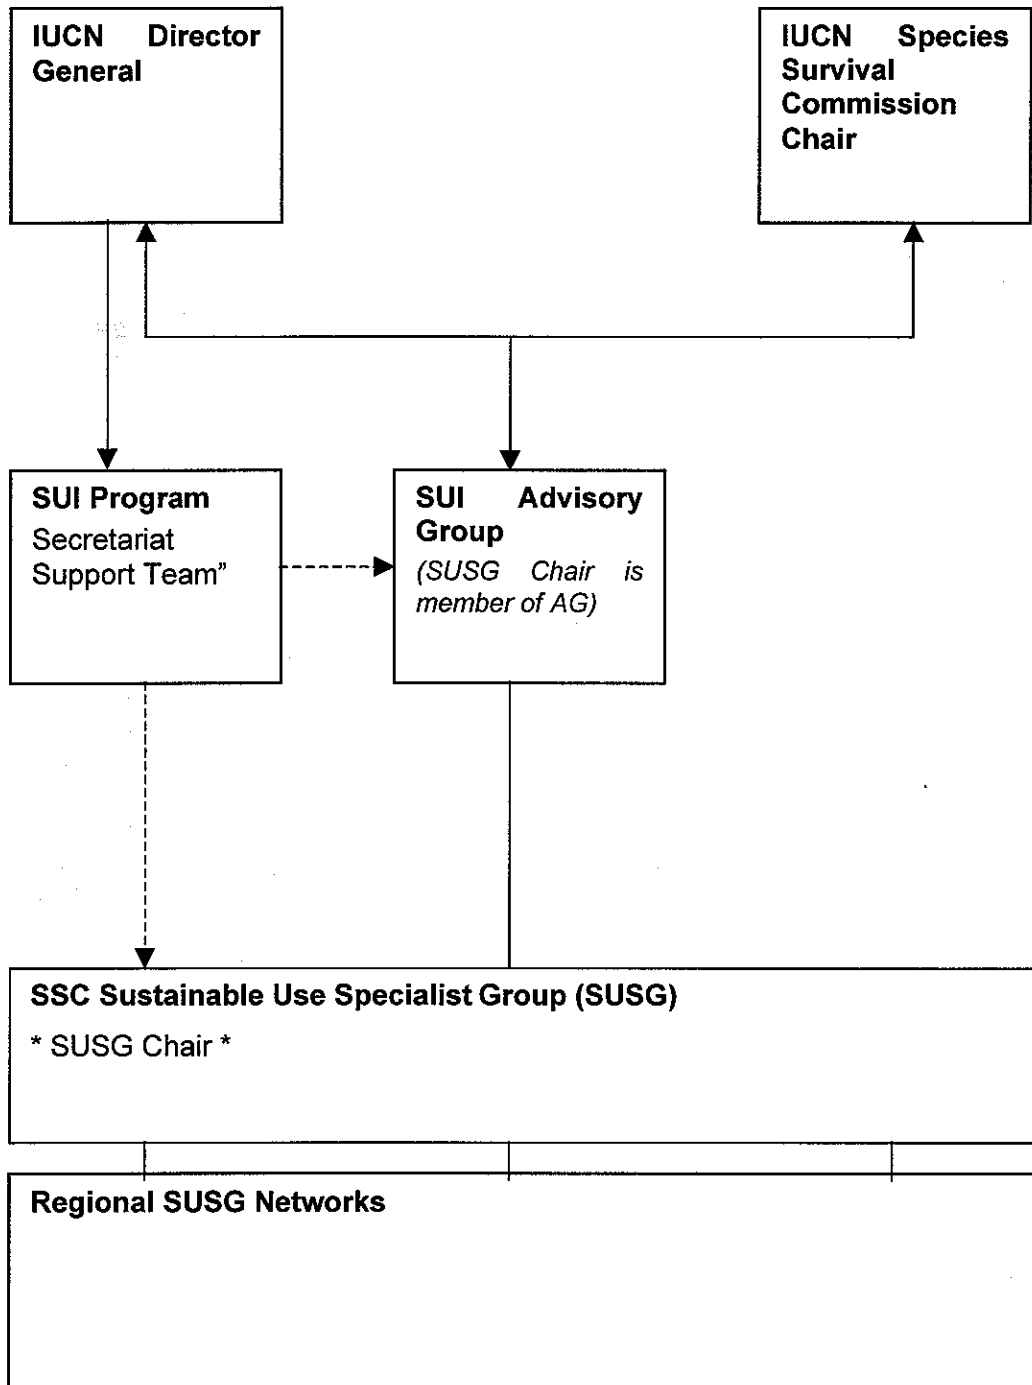 IUCN Director
General
IUCN Species
Survival
Commission
Chair
SUI Program
Secretariat
Support Team”
SUI Advisory
Group
(SUSG Chair is
member of AG)
SSC Sustainable Use Specialist Group (SUSG)
* SUSG Chair *
Regional SUSG Networks